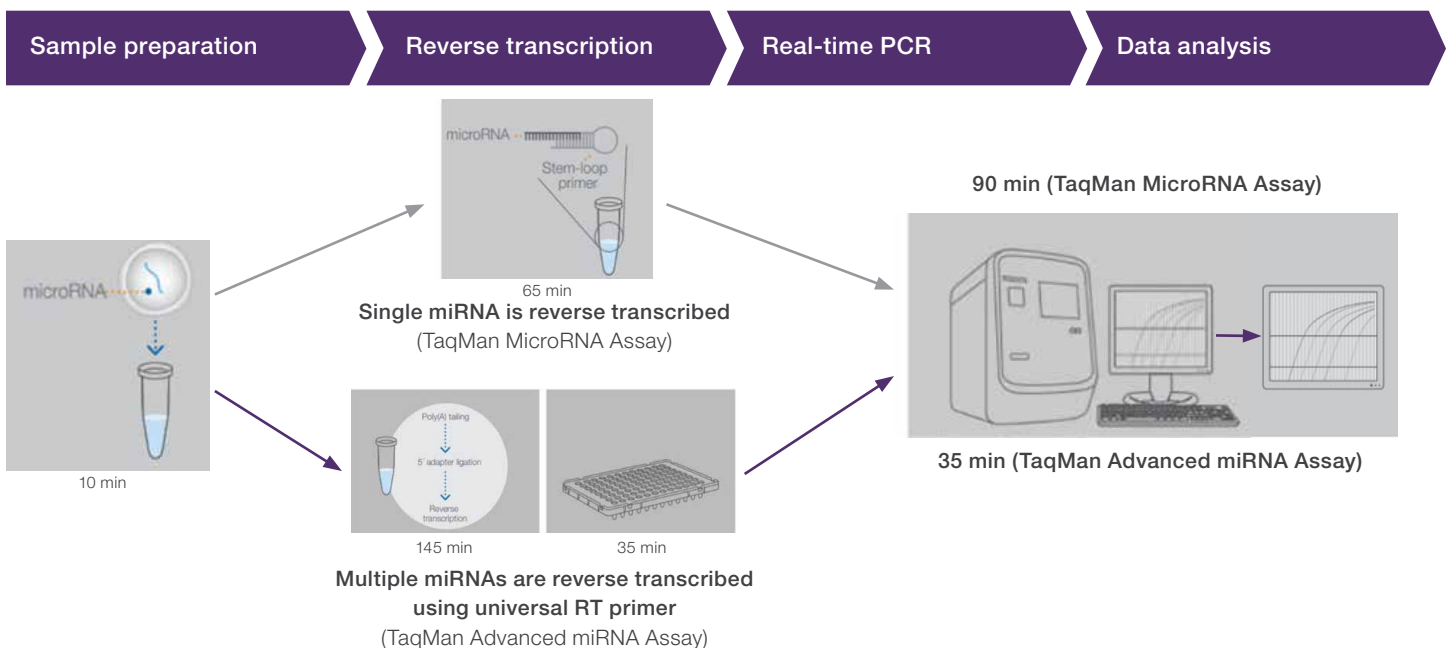 Sample preparation
Reverse transcription
Real-time PCR
Data analysis
microRNA
10 min
microRNA
Stem-loop
primer
65 min
Single miRNA is reverse transcribed
(TaqMan MicroRNA Assay)
Poly(A) tailing
5´ adapter ligation
Reverse
transcription
145 min
35 min
Multiple miRNAs are reverse transcribed
using universal RT primer
(TaqMan Advanced miRNA Assay)
90 min (TaqMan MicroRNA Assay)
35 min (TaqMan Advanced miRNA Assay)